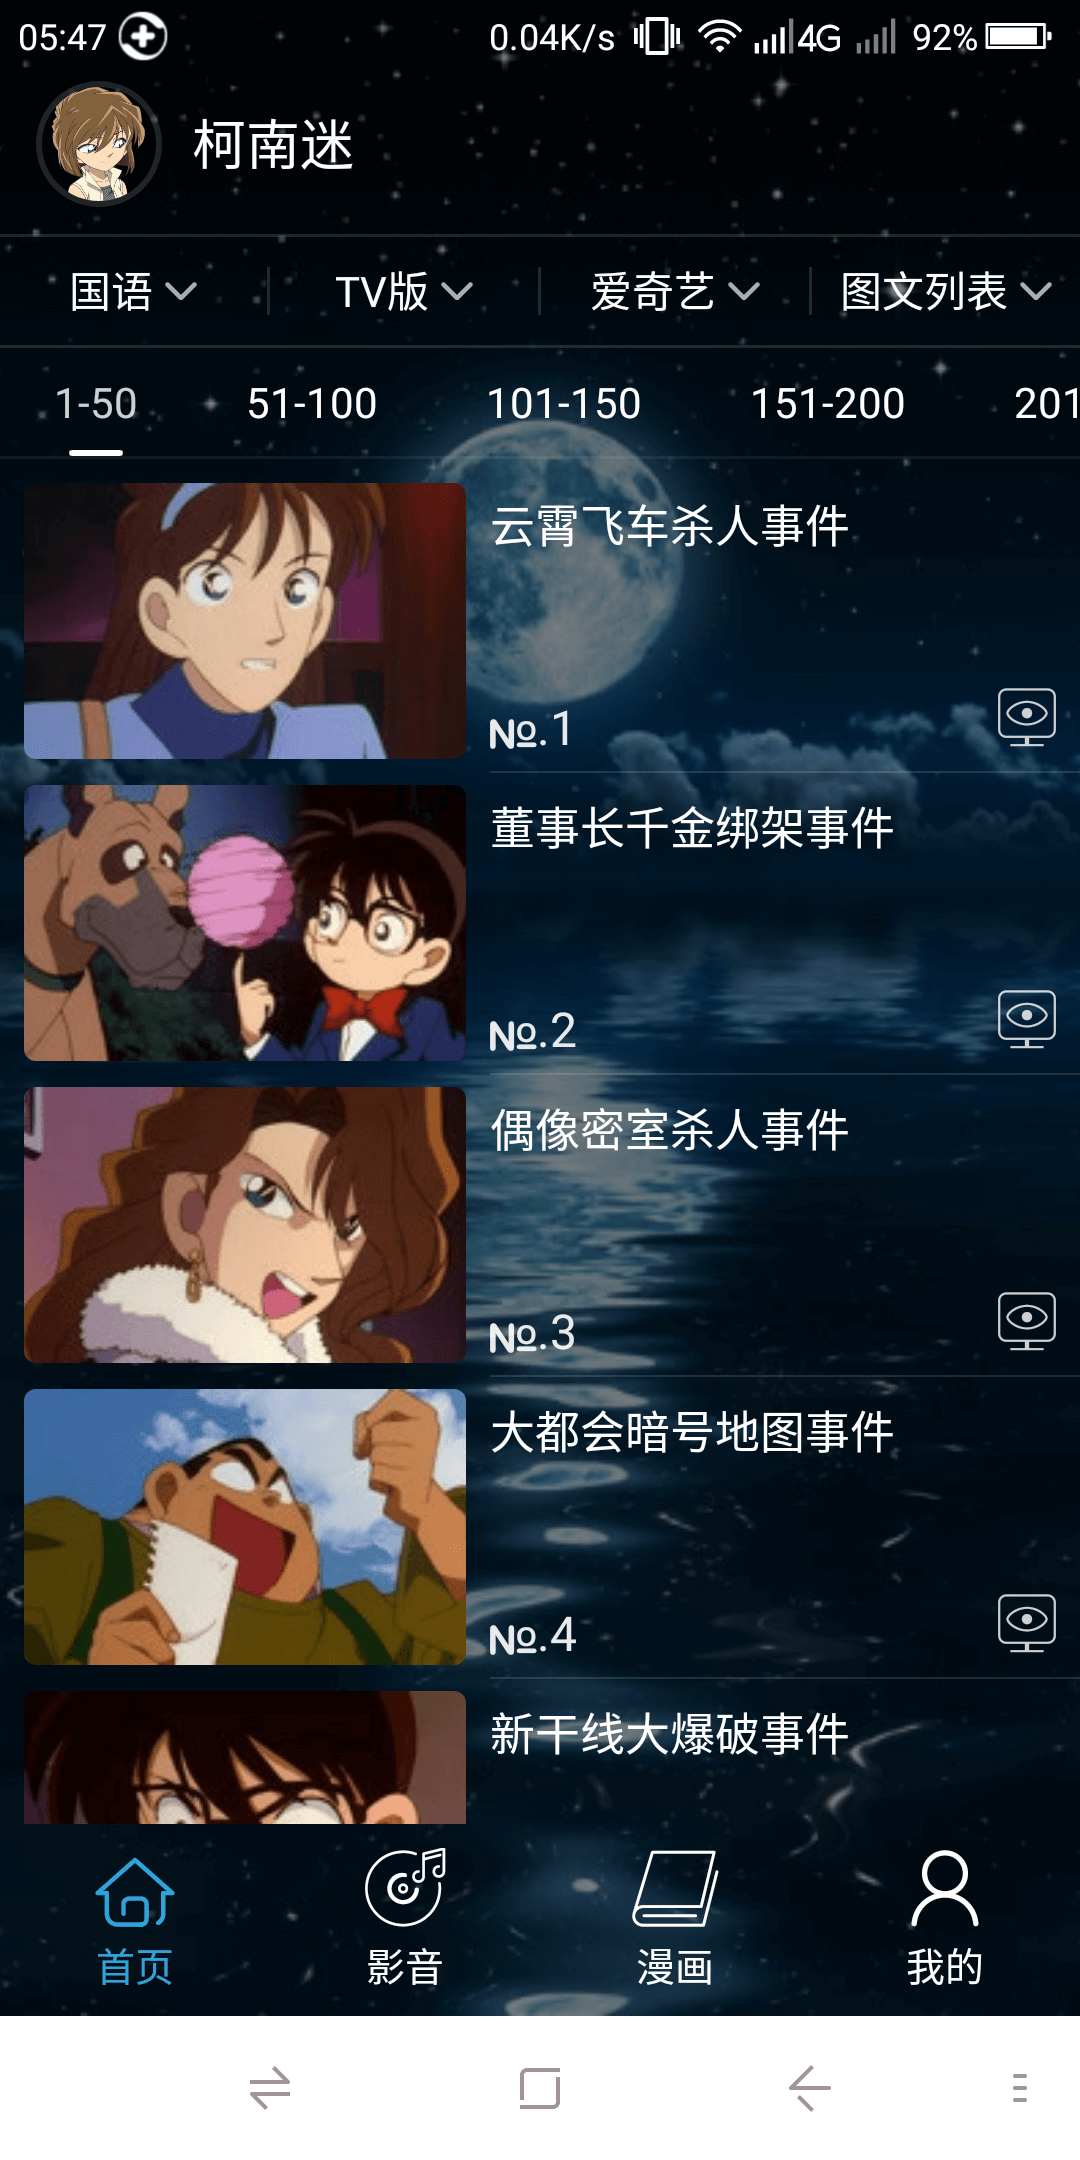 05:47 0.04K/s 4G 92%
柯南迷
国语 TV版 爱奇艺 图文列表
1-50 51-100 101-150 151-200 201
云霄飞车杀人事件
№.1
董事长千金绑架事件
№.2
偶像密室杀人事件
№.3
大都会暗号地图事件
№.4
新干线大爆破事件
首页 影音 漫画 我的